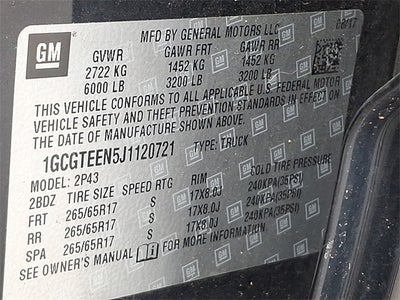 GM
MFD BY GENERAL MOTORS LLC
08/17
GVWR GAWR FRT GAWR RR
2722 KG 1452 KG 1452 KG
6000 LB 3200 LB 3200 LB
THIS VEHICLE CONFORMS TO ALL APPLICABLE U.S. FEDERAL MOTOR
VEHICLE SAFETY AND THEFT PREVENTION STANDARDS IN EFFECT ON
THE DATE OF MANUFACTURE SHOWN ABOVE.
1GCGTEEN5J1120721 TYPE: TRUCK
MODEL: 2P43
2BDZ TIRE SIZE SPEED RTG RIM COLD TIRE PRESSURE
FRT 265/65R17 S 17X8.0J 240KPA(35PSI)
RR 265/65R17 S 17X8.0J 240KPA(35PSI)
SPA 265/65R17 S 17X8.0J 240KPA(35PSI)
SEE OWNER'S MANUAL FOR MORE INFORMATION.